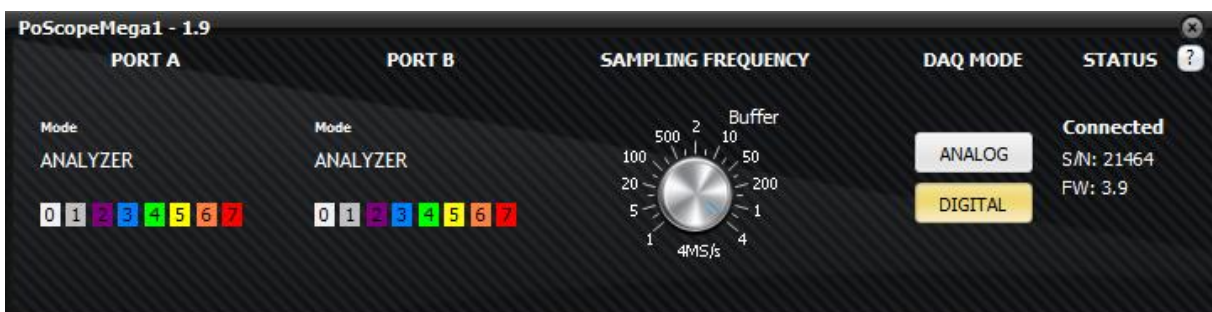 PoScopeMega1 - 1.9
PORT A PORT B SAMPLING FREQUENCY DAQ MODE STATUS ?
Mode
ANALYZER
0 1 2 3 4 5 6 7
Mode
ANALYZER
0 1 2 3 4 5 6 7
Buffer
500 2 10
100 50
20 200
5 1
1 4
4MS/s
ANALOG
DIGITAL
Connected
S/N: 21464
FW: 3.9